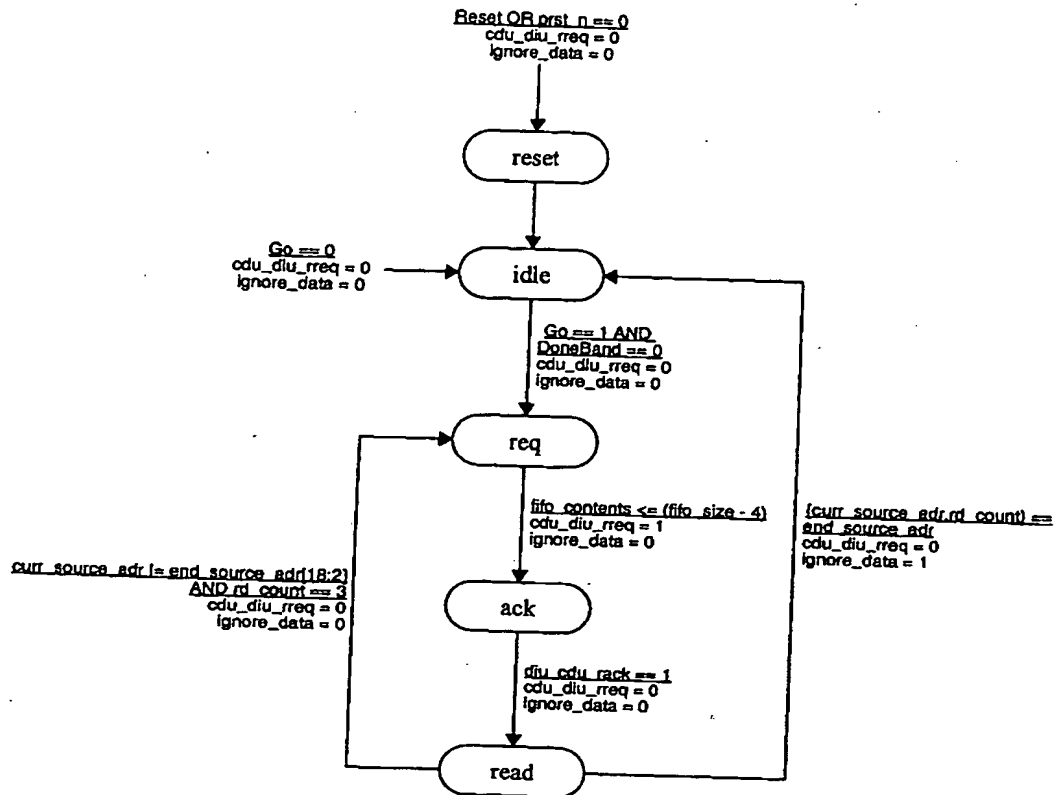 Reset OR prst_n == 0
cdu_diu_rreq = 0
ignore_data = 0
reset
Go == 0
cdu_diu_rreq = 0
ignore_data = 0
idle
Go == 1 AND
DoneBand == 0
cdu_diu_rreq = 0
ignore_data = 0
req
fifo_contents <= (fifo_size - 4)
cdu_diu_rreq = 1
ignore_data = 0
{curr_source_adr,rd_count} ==
end_source_adr
cdu_diu_rreq = 0
ignore_data = 1
curr_source_adr != end_source_adr[18:2]
AND rd_count == 3
cdu_diu_rreq = 0
ignore_data = 0
ack
diu_cdu_rack == 1
cdu_diu_rreq = 0
ignore_data = 0
read